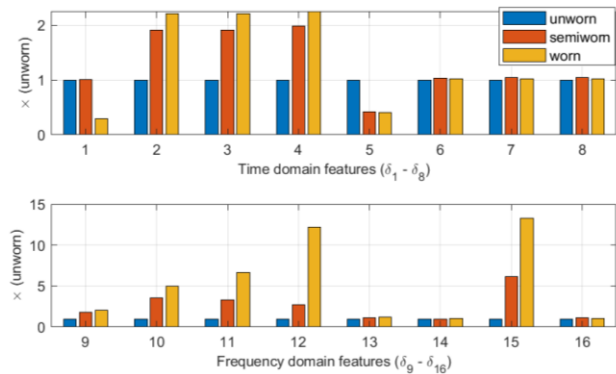 2
1
0
× (unworn)
unworn
semiworn
worn
1 2 3 4 5 6 7 8
Time domain features (δ₁ - δ₈)
15
10
5
0
× (unworn)
9 10 11 12 13 14 15 16
Frequency domain features (δ₉ - δ₁₆)